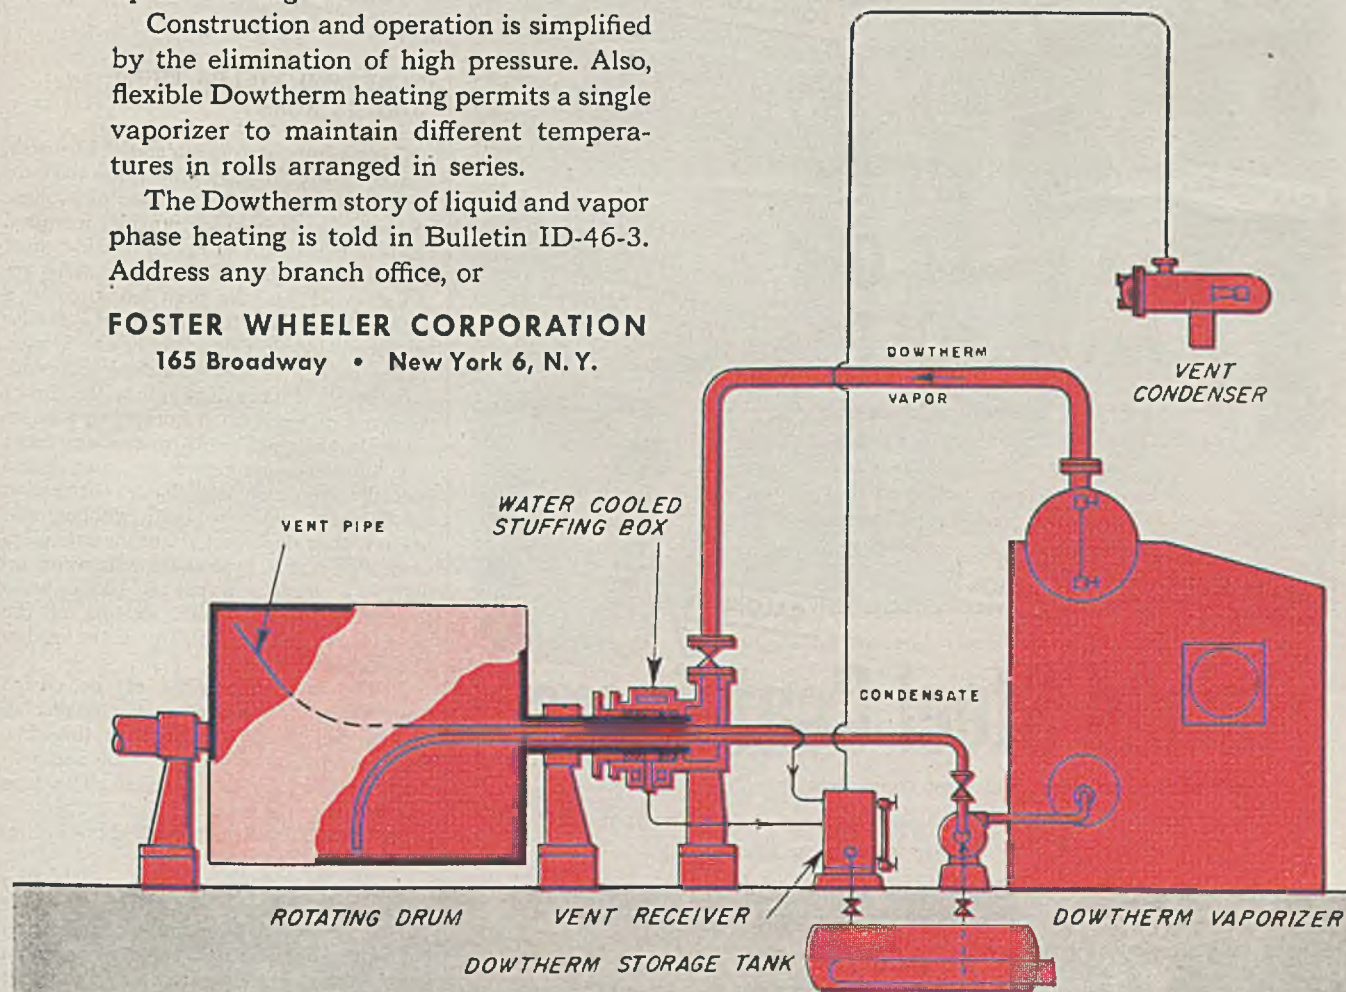 Construction and operation is simplified
by the elimination of high pressure. Also,
flexible Dowtherm heating permits a single
vaporizer to maintain different tempera-
tures in rolls arranged in series.
The Dowtherm story of liquid and vapor
phase heating is told in Bulletin ID-46-3.
Address any branch office, or
FOSTER WHEELER CORPORATION
165 Broadway • New York 6, N. Y.
DOWTHERM
VAPOR
VENT
CONDENSER
WATER COOLED
STUFFING BOX
VENT PIPE
CONDENSATE
ROTATING DRUM
VENT RECEIVER
DOWTHERM VAPORIZER
DOWTHERM STORAGE TANK